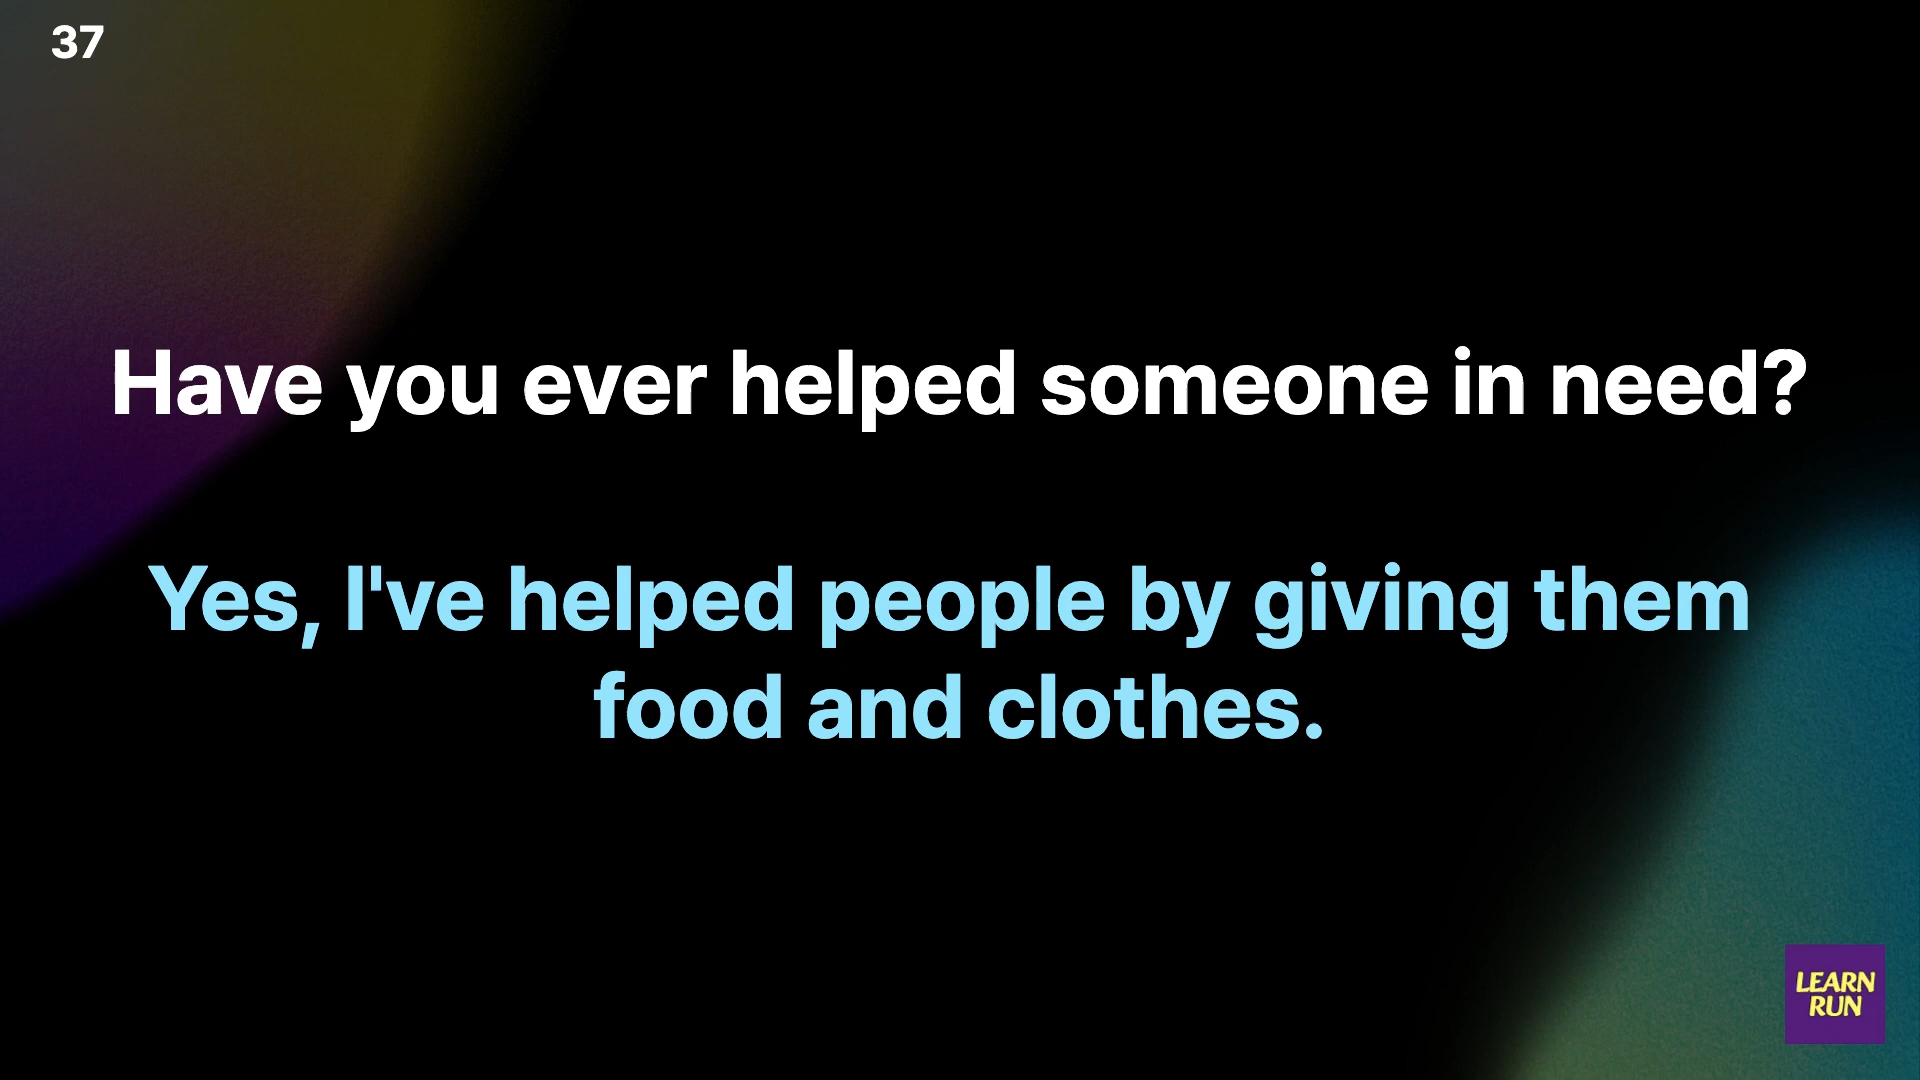 37
Have you ever helped someone in need?
Yes, I've helped people by giving them
food and clothes.
LEARN
RUN